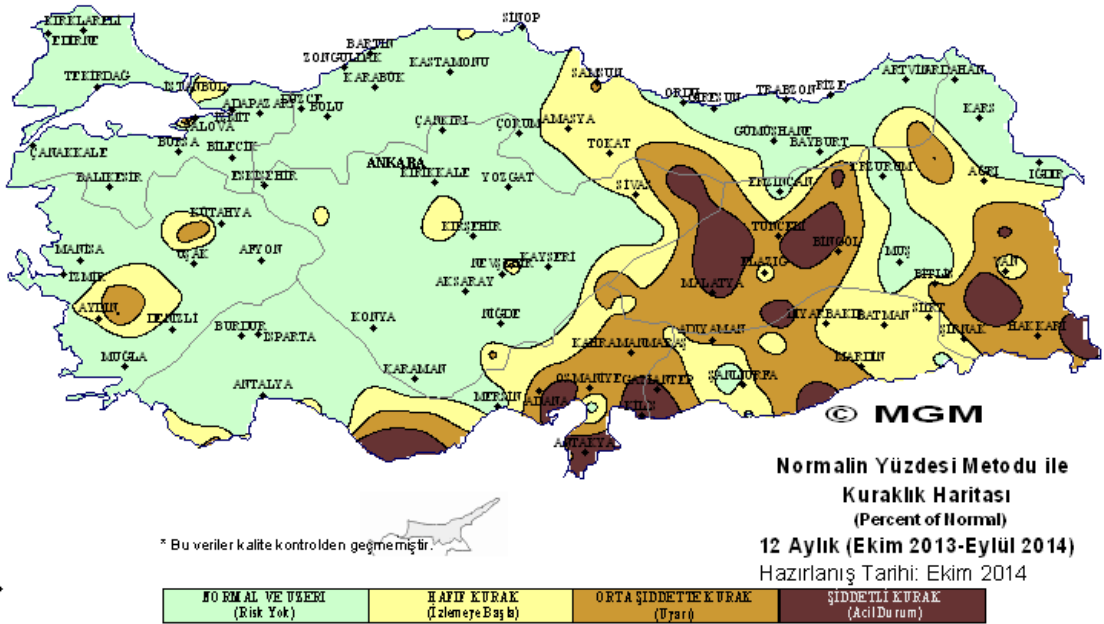 SİNOP
KIRKLARELİ
EDİRNE
BARTIN
ZONGULDAK
KASTAMONU
KARABÜK
TEKİRDAĞ
İSTANBUL
SAMSUN
ARTVİN
ARDAHAN
RİZE
TRABZON
ORDU
GİRESUN
KARS
ADAPAZARI
DÜZCE
BOLU
İZMİT
YALOVA
ÇANKIRI
ÇORUM
AMASYA
GÜMÜŞHANE
BAYBURT
TOKAT
ÇANAKKALE
BURSA
BİLECİK
ANKARA
KIRIKKALE
YOZGAT
SİVAS
ERZİNCAN
ERZURUM
AĞRI
IĞDIR
BALIKESİR
ESKİŞEHİR
KÜTAHYA
KIRŞEHİR
TUNCELİ
BİNGÖL
MANİSA
UŞAK
AFYON
İZMİR
NEVŞEHİR
KAYSERİ
ELAZIĞ
MUŞ
BİTLİS
VAN
AKSARAY
MALATYA
AYDIN
DENİZLİ
BURDUR
ISPARTA
KONYA
NİĞDE
ADIYAMAN
DİYARBAKIR
BATMAN
SİİRT
ŞIRNAK
HAKKARİ
KAHRAMANMARAŞ
MUĞLA
ANTALYA
KARAMAN
MERSİN
ADANA
OSMANİYE
GAZİANTEP
ŞANLIURFA
MARDİN
KİLİS
ANTAKYA
© MGM
Normalin Yüzdesi Metodu ile
Kuraklık Haritası
(Percent of Normal)
12 Aylık (Ekim 2013-Eylül 2014)
Hazırlanış Tarihi: Ekim 2014
* Bu veriler kalite kontrolden geçmemiştir.
NORMAL VE ÜZERİ
(Risk Yok)
HAFİF KURAK
(İzlemeye Başla)
ORTA ŞİDDETTE KURAK
(Uyarı)
ŞİDDETLİ KURAK
(Acil Durum)